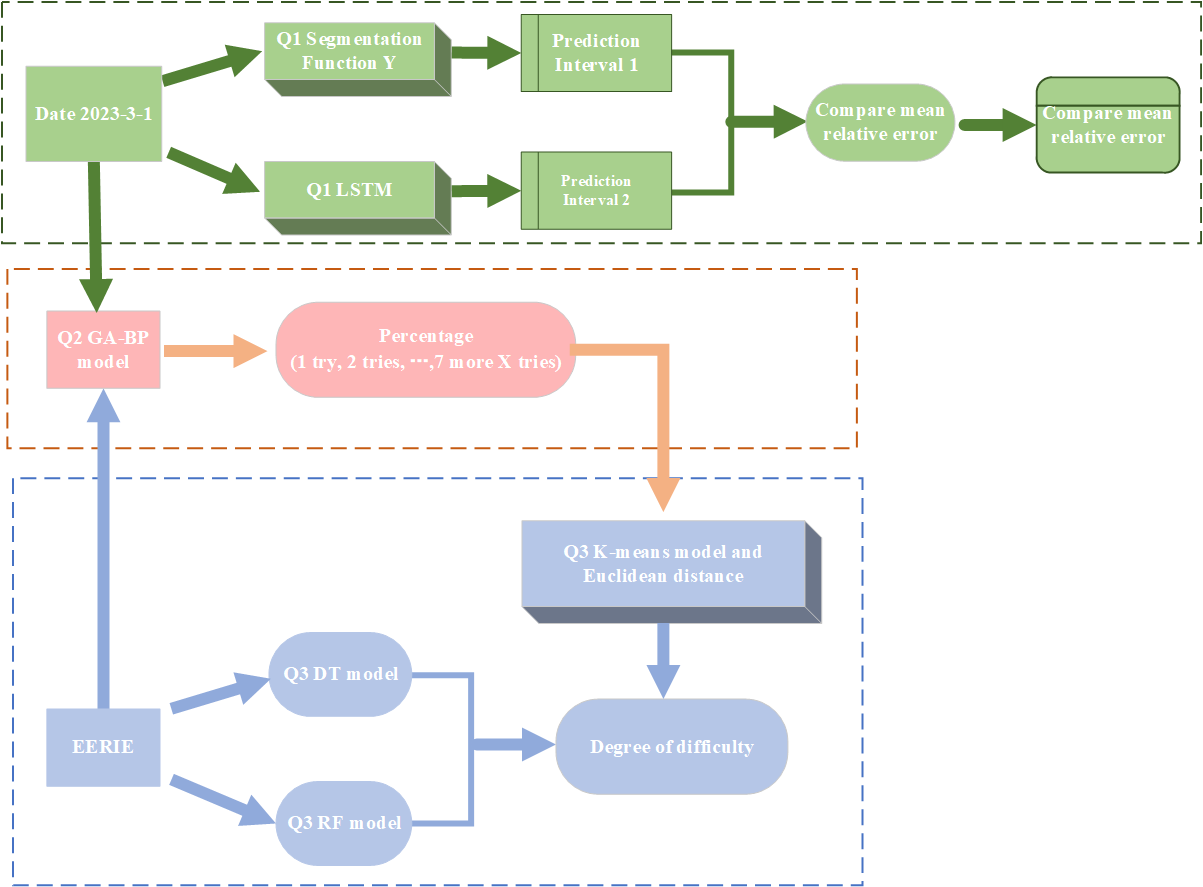 Q1 Segmentation
Function Y
Prediction
Interval 1
Date 2023-3-1
Compare mean
relative error
Compare mean
relative error
Q1 LSTM
Prediction
Interval 2
Q2 GA-BP
model
Percentage
(1 try, 2 tries, ···,7 more X tries)
Q3 K-means model and
Euclidean distance
Q3 DT model
EERIE
Degree of difficulty
Q3 RF model